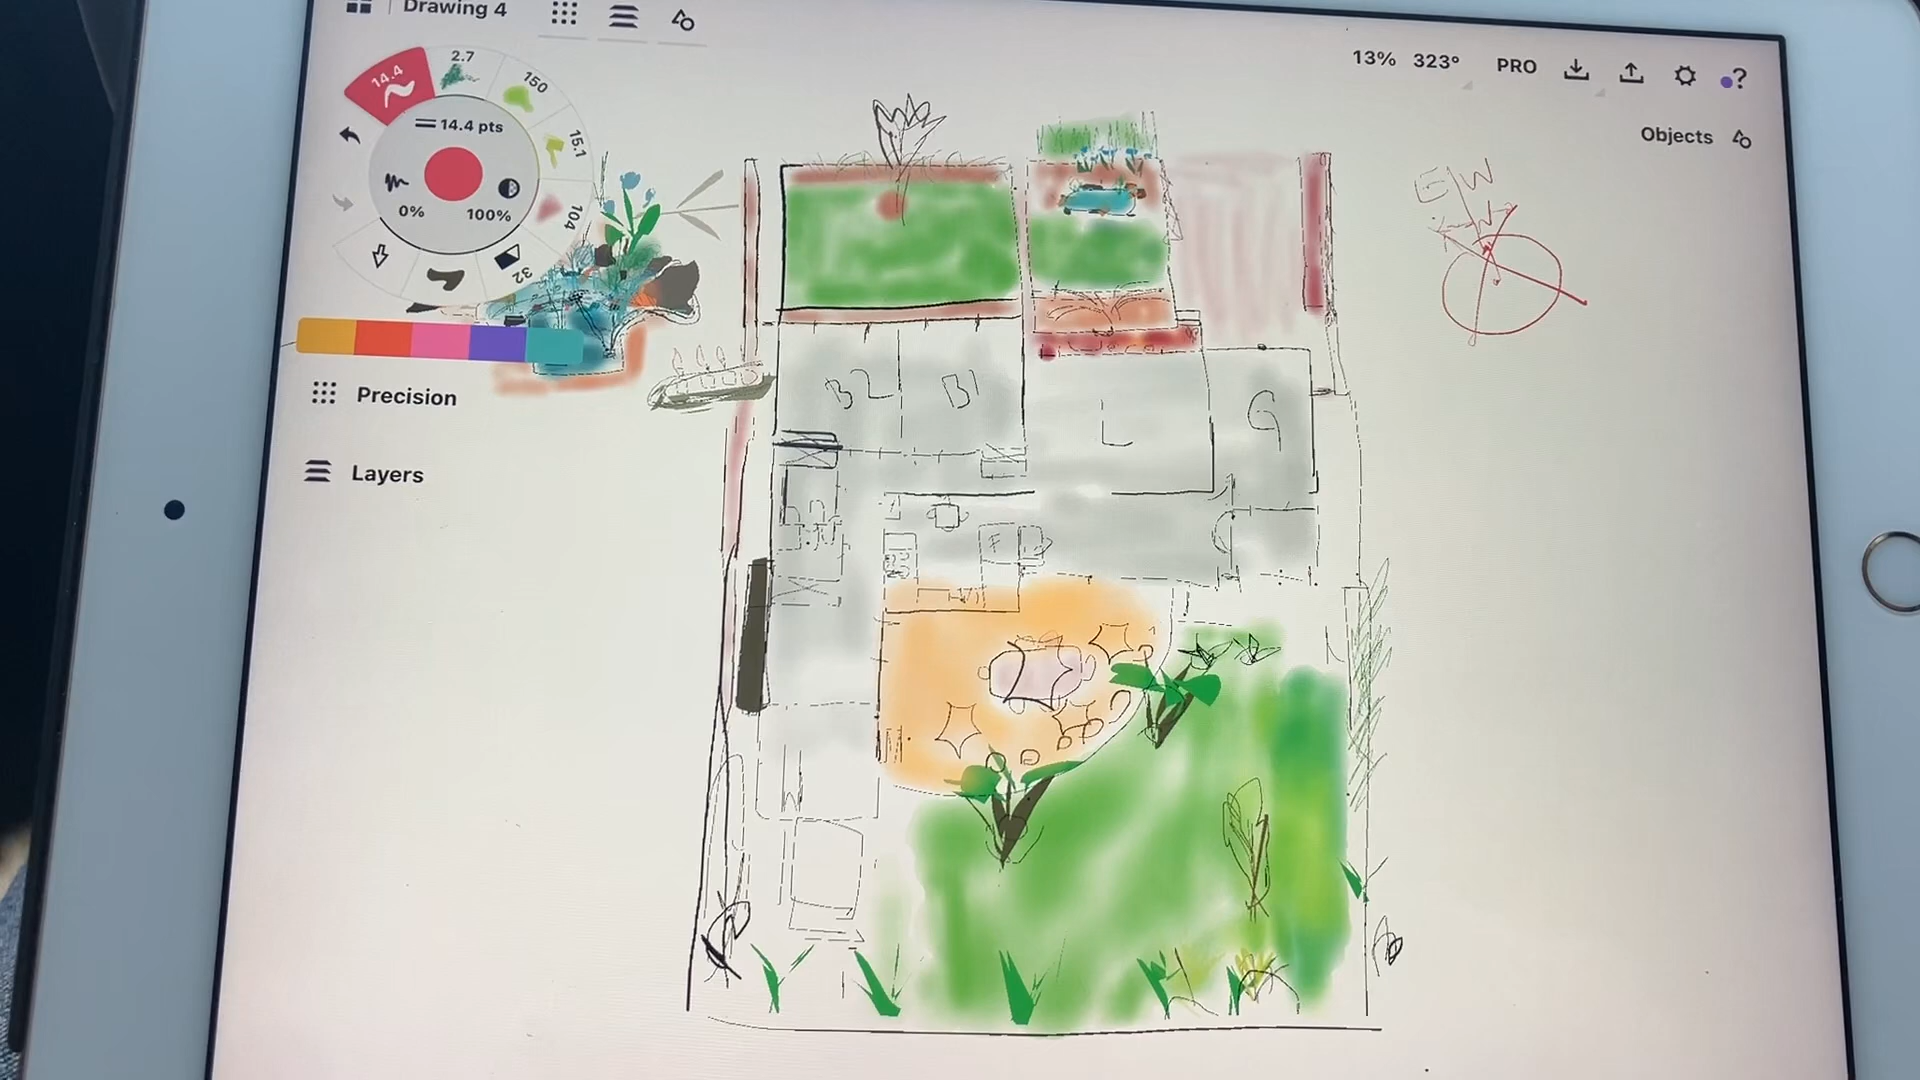 Drawing 4
13% 323° PRO ?
Objects
14.4
2.7
150
15.1
104
32
14.4 pts
0% 100%
Precision
Layers
E/W
N
B2 B1 L G
F